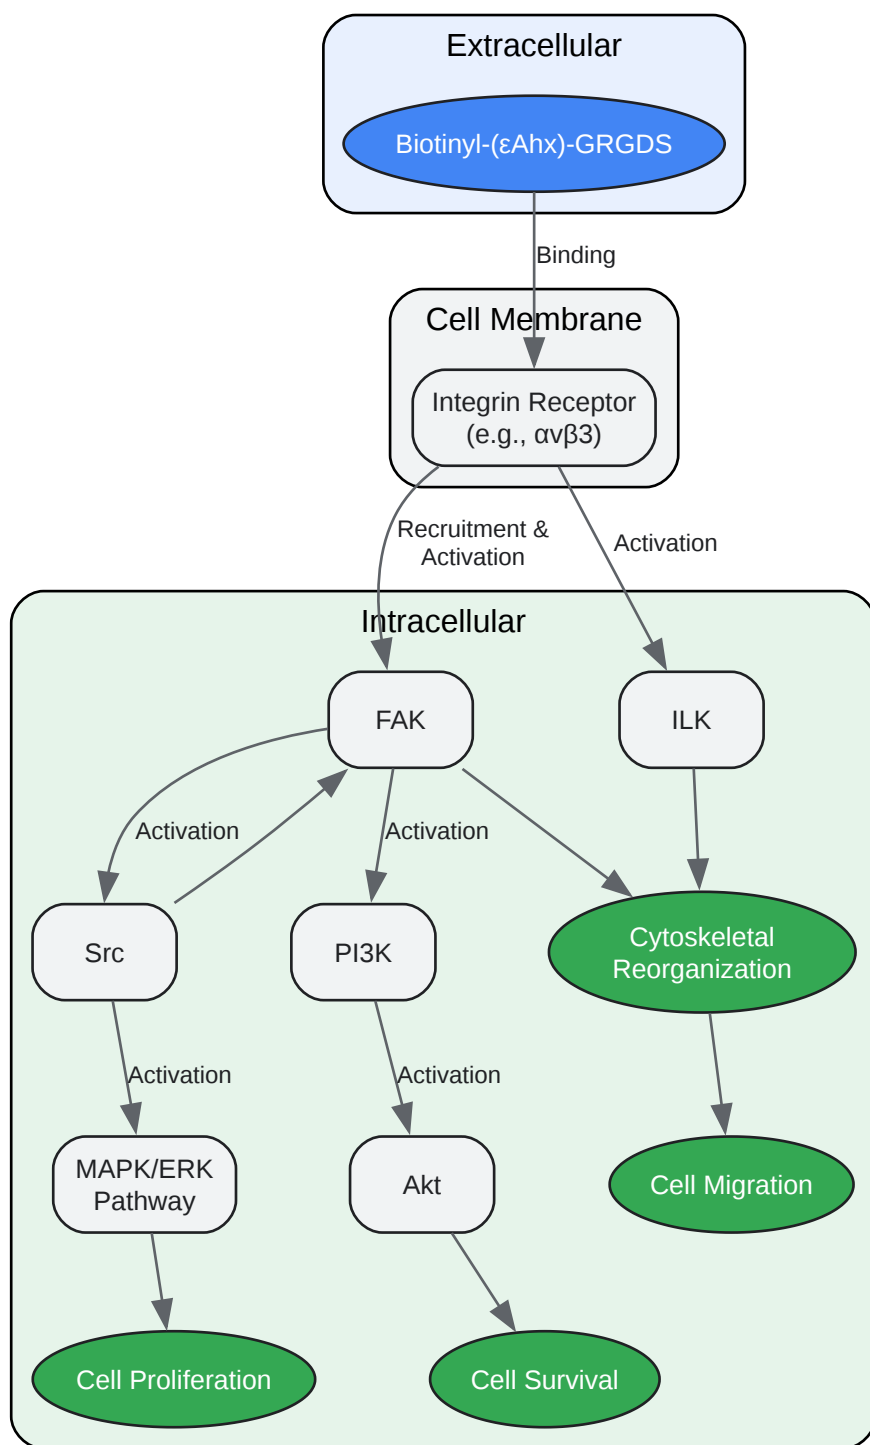 Extracellular
Biotinyl-(εAhx)-GRGDS
Binding
Cell Membrane
Integrin Receptor
(e.g., αvβ3)
Recruitment &
Activation
Activation
Intracellular
FAK
ILK
Activation
Activation
Src
PI3K
Cytoskeletal
Reorganization
Activation
Activation
MAPK/ERK
Pathway
Akt
Cell Migration
Cell Proliferation
Cell Survival